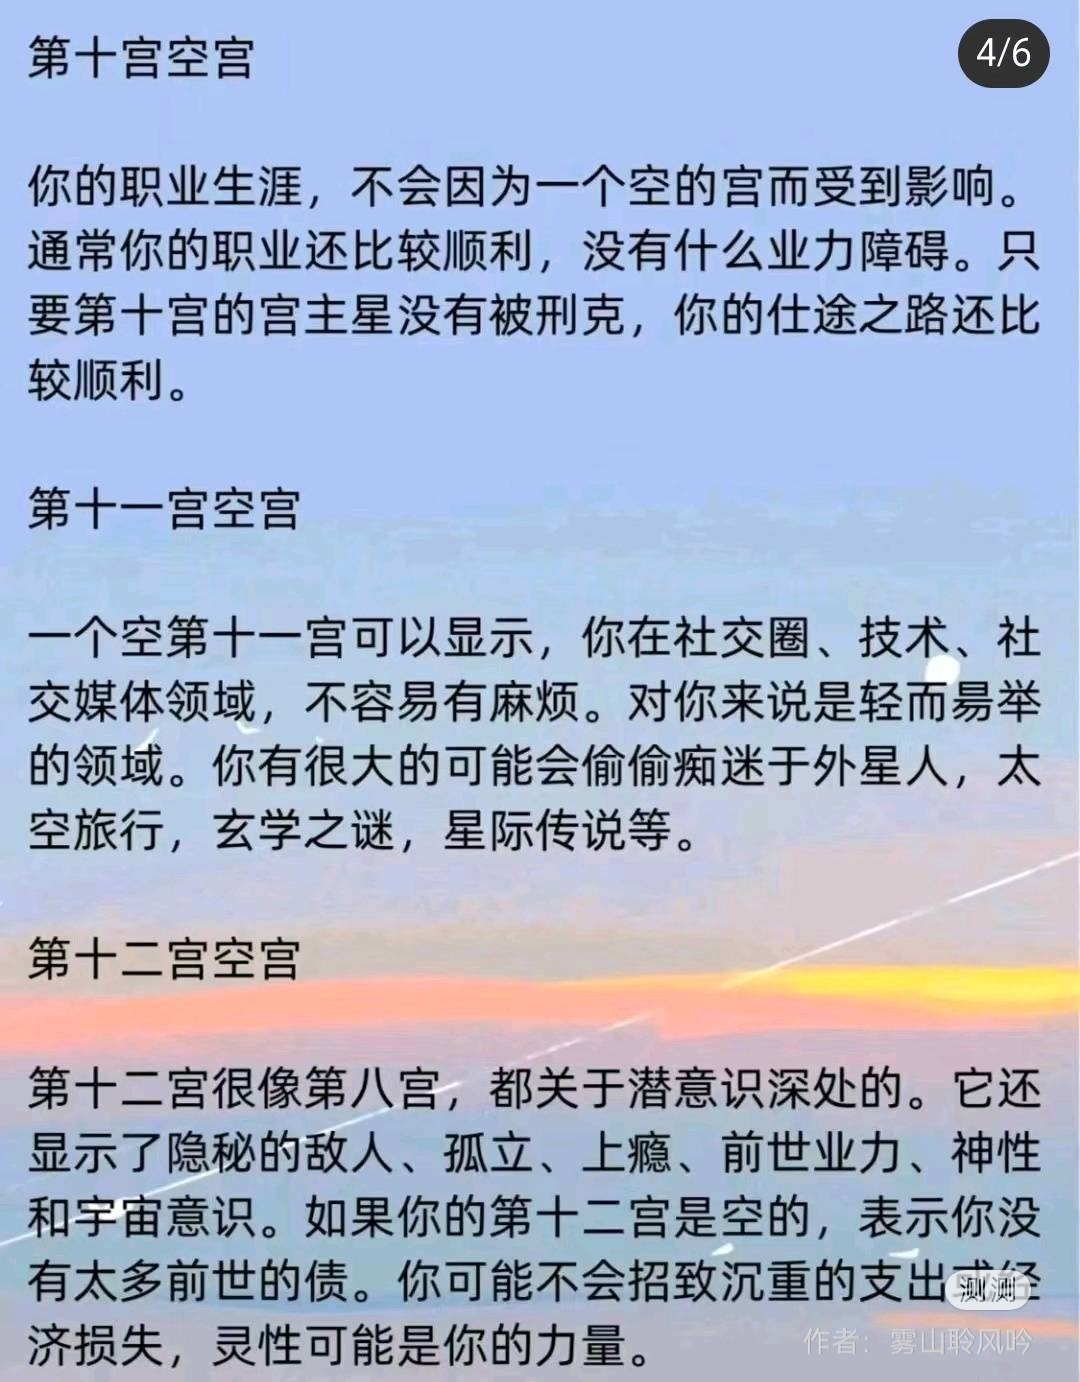 第十宫空宫
4/6
你的职业生涯，不会因为一个空的宫而受到影响。
通常你的职业还比较顺利，没有什么业力障碍。只
要第十宫的宫主星没有被刑克，你的仕途之路还比
较顺利。
第十一宫空宫
一个空第十一宫可以显示，你在社交圈、技术、社
交媒体领域，不容易有麻烦。对你来说是轻而易举
的领域。你有很大的可能会偷偷痴迷于外星人，太
空旅行，玄学之谜，星际传说等。
第十二宫空宫
第十二宮很像第八宫，都关于潜意识深处的。它还
显示了隐秘的敌人、孤立、上瘾、前世业力、神性
和宇宙意识。如果你的第十二宫是空的，表示你没
有太多前世的债。你可能不会招致沉重的支出或经
测测
济损失，灵性可能是你的力量。
作者：雾山聆风吟